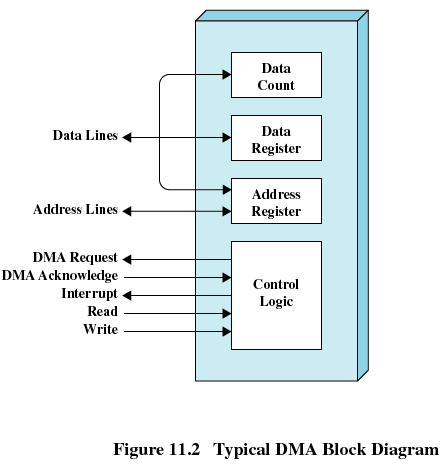 Data
Count
Data Lines
Data
Register
Address Lines
Address
Register
DMA Request
DMA Acknowledge
Interrupt
Read
Write
Control
Logic
Figure 11.2 Typical DMA Block Diagram